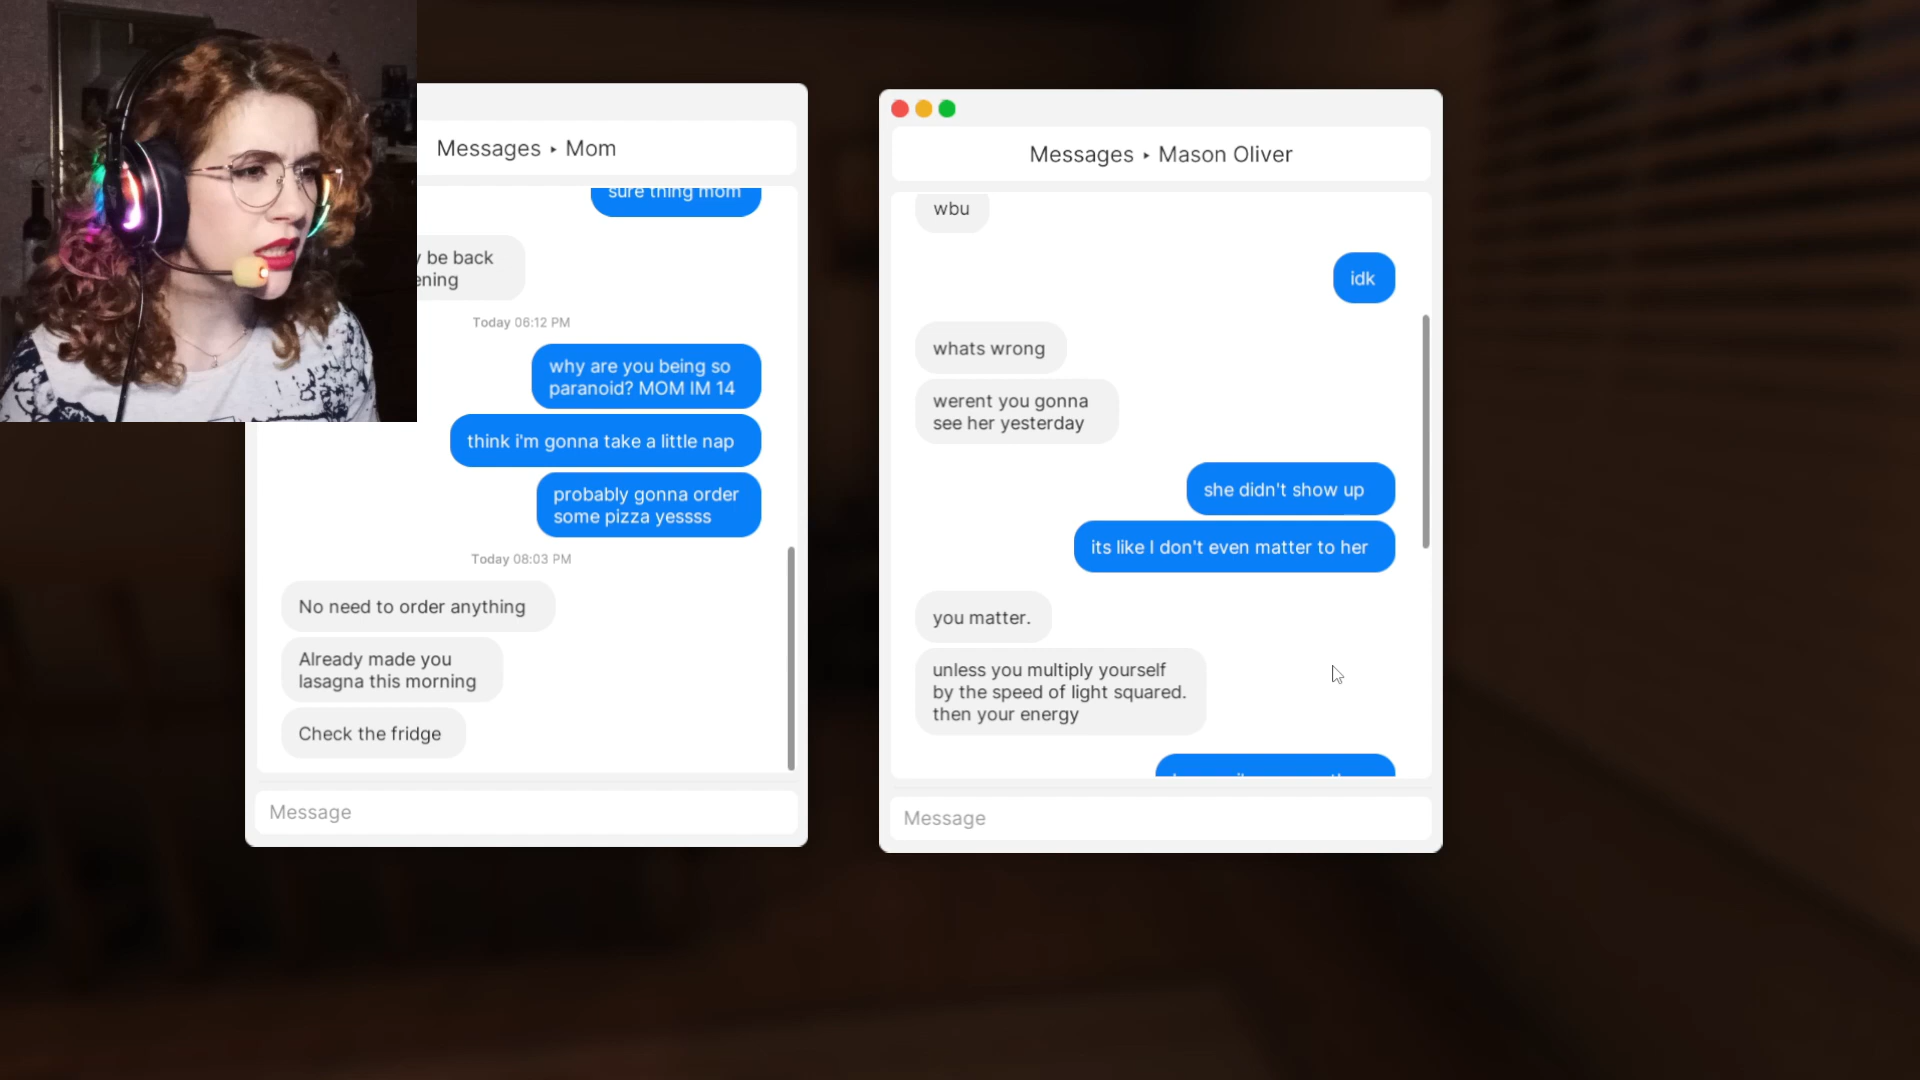 Messages ▸ Mom
sure thing mom
be back
ening
Today 06:12 PM
why are you being so
paranoid? MOM IM 14
think i'm gonna take a little nap
probably gonna order
some pizza yessss
Today 08:03 PM
No need to order anything
Already made you
lasagna this morning
Check the fridge
Message
Messages ▸ Mason Oliver
wbu
idk
whats wrong
werent you gonna
see her yesterday
she didn't show up
its like I don't even matter to her
you matter.
unless you multiply yourself
by the speed of light squared.
then your energy
Message